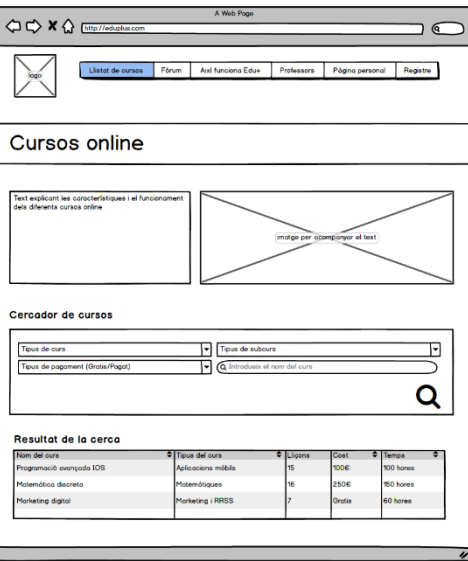 A Web Page
http://eduplus.com
logo
Llistat de cursos Fòrum Així funciona Edu+ Professors Pàgina personal Registre
Cursos online
Text explicant les característiques i el funcionament
dels diferents cursos online
imatge per acompanyar el text
Cercador de cursos
Tipus de curs Tipus de subcurs
Tipus de pagament (Gratis/Pagat) Introdueix el nom del curs
Resultat de la cerca
Nom del curs Tipus del curs Lliçons Cost Temps
Programació avançada IOS Aplicacions mòbils 15 100€ 100 hores
Matemàtica discreta Matemàtiques 16 250€ 150 hores
Marketing digital Marketing i RRSS 7 Gratis 60 hores